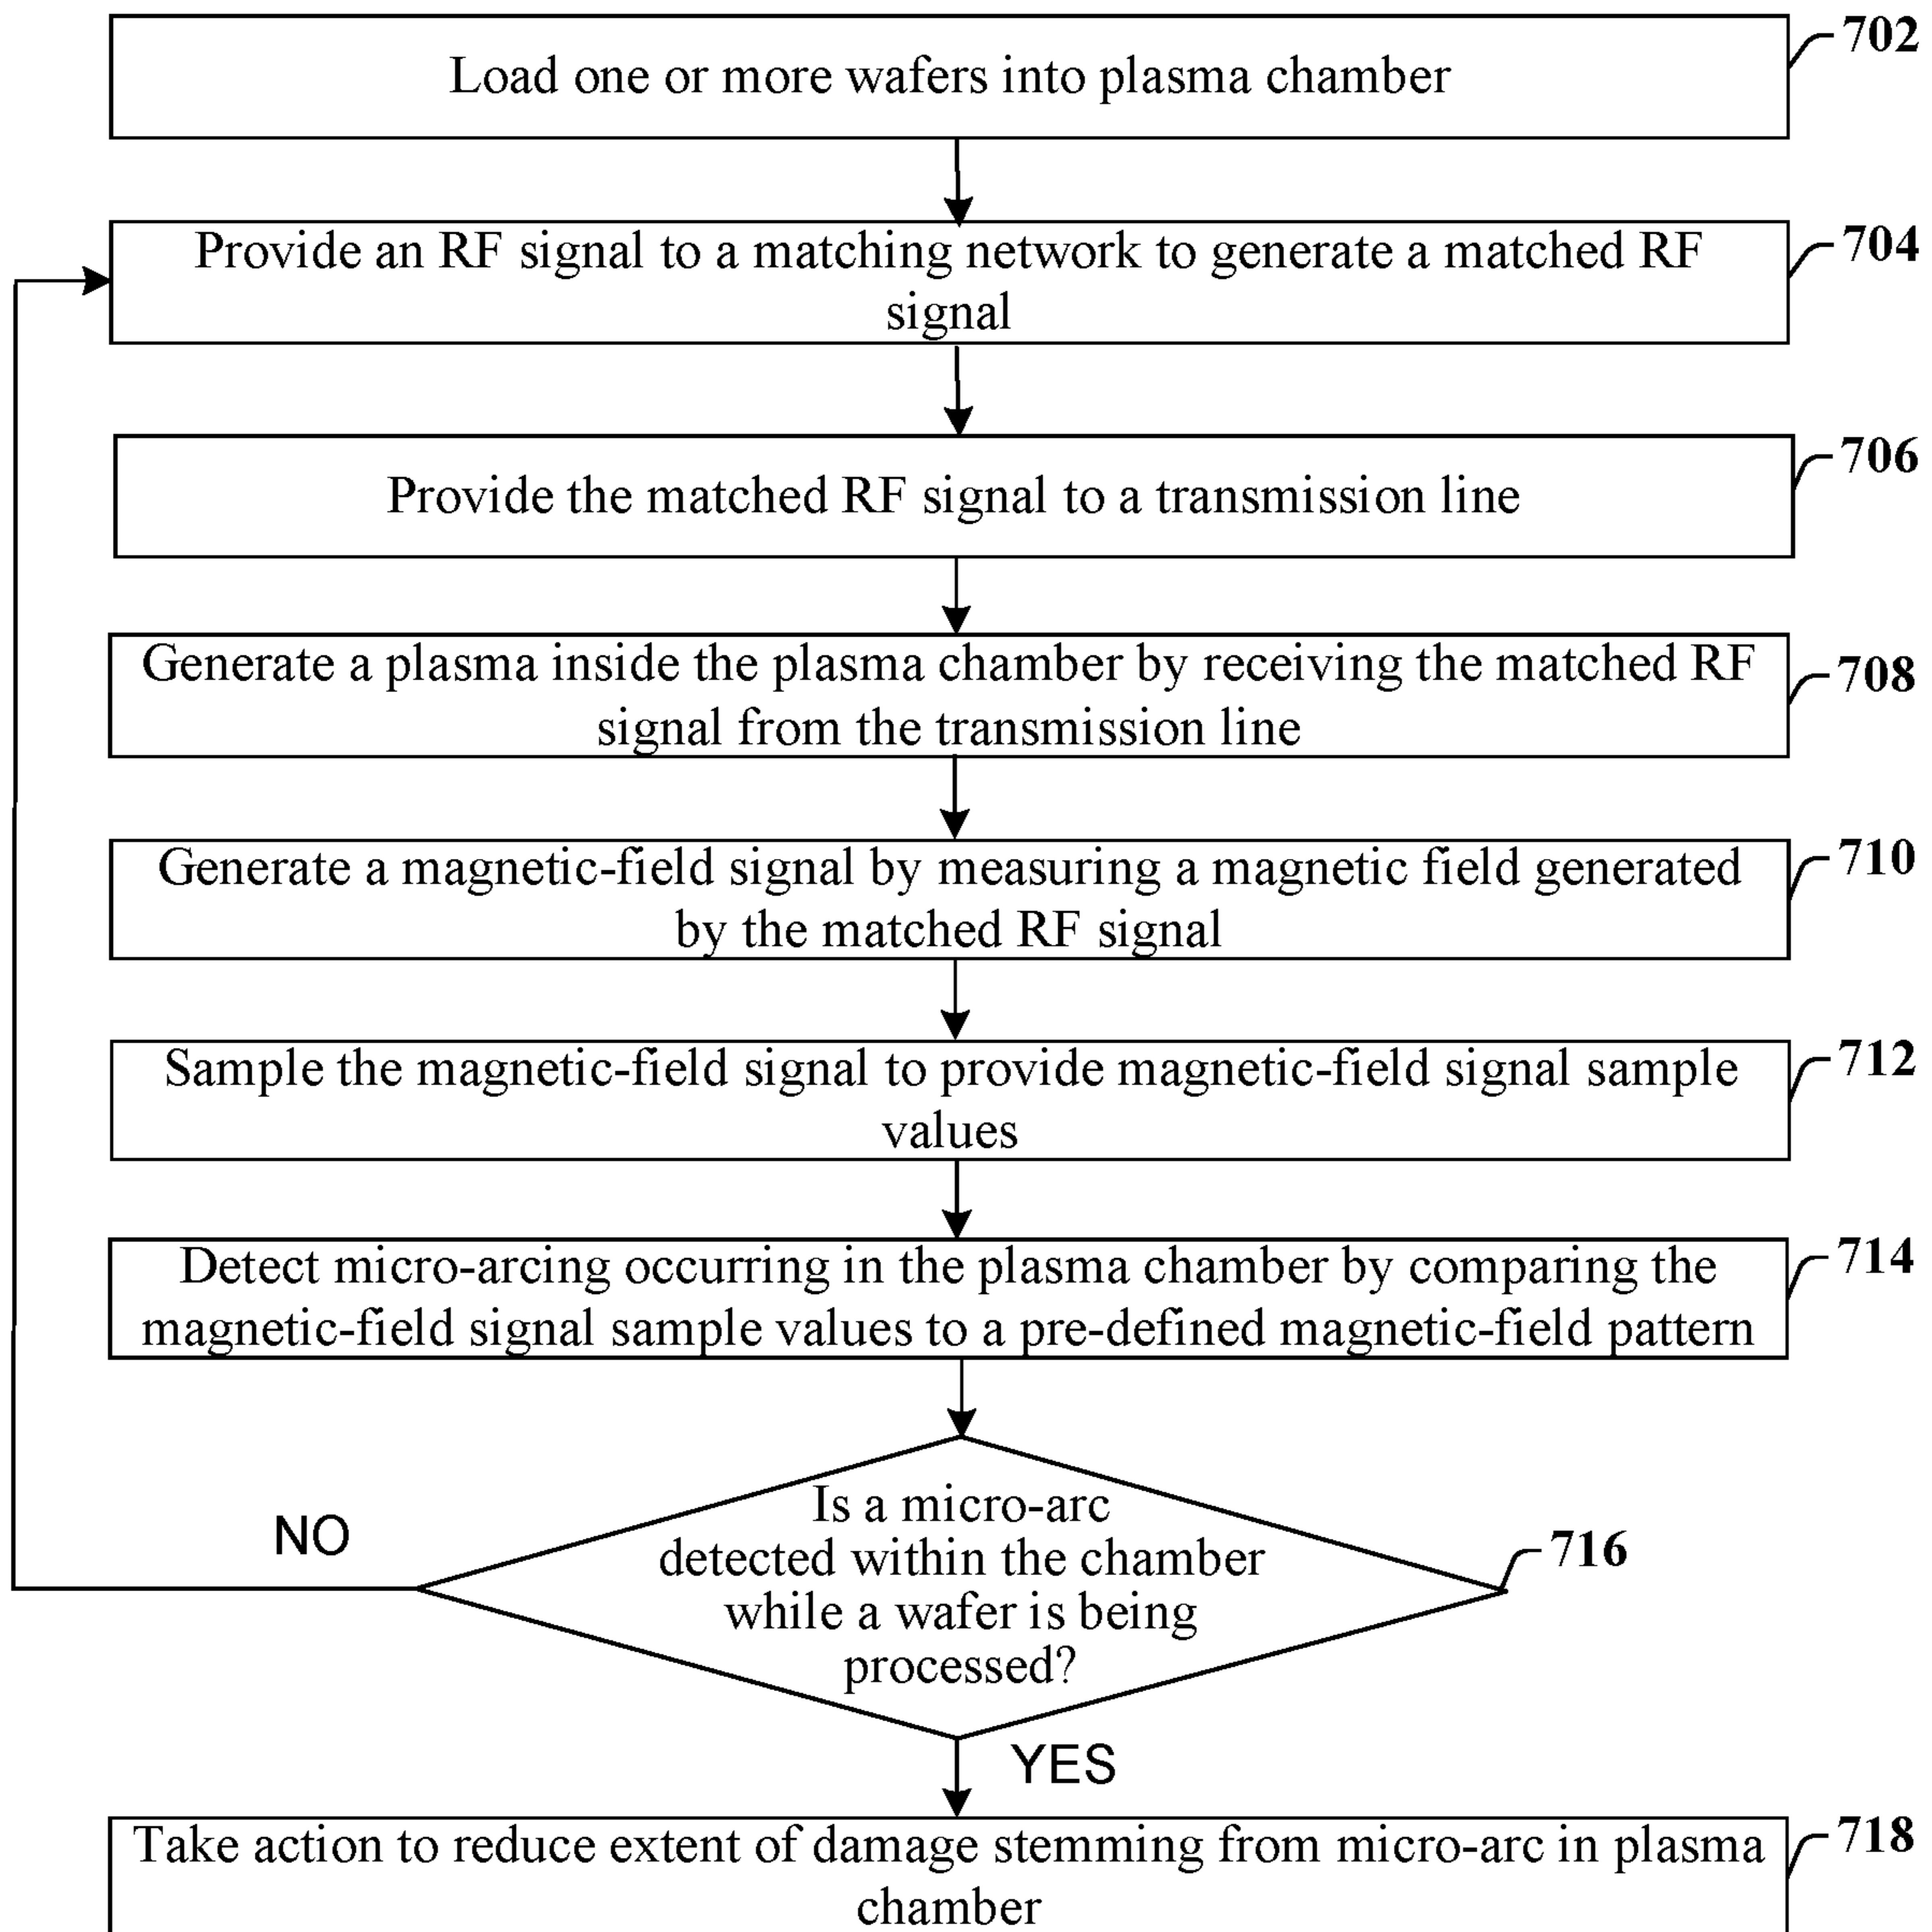 Load one or more wafers into plasma chamber
702
Provide an RF signal to a matching network to generate a matched RF
signal
704
Provide the matched RF signal to a transmission line
706
Generate a plasma inside the plasma chamber by receiving the matched RF
signal from the transmission line
708
Generate a magnetic-field signal by measuring a magnetic field generated
by the matched RF signal
710
Sample the magnetic-field signal to provide magnetic-field signal sample
values
712
Detect micro-arcing occurring in the plasma chamber by comparing the
magnetic-field signal sample values to a pre-defined magnetic-field pattern
714
Is a micro-arc
detected within the chamber
while a wafer is being
processed?
716
NO
YES
Take action to reduce extent of damage stemming from micro-arc in plasma
chamber
718